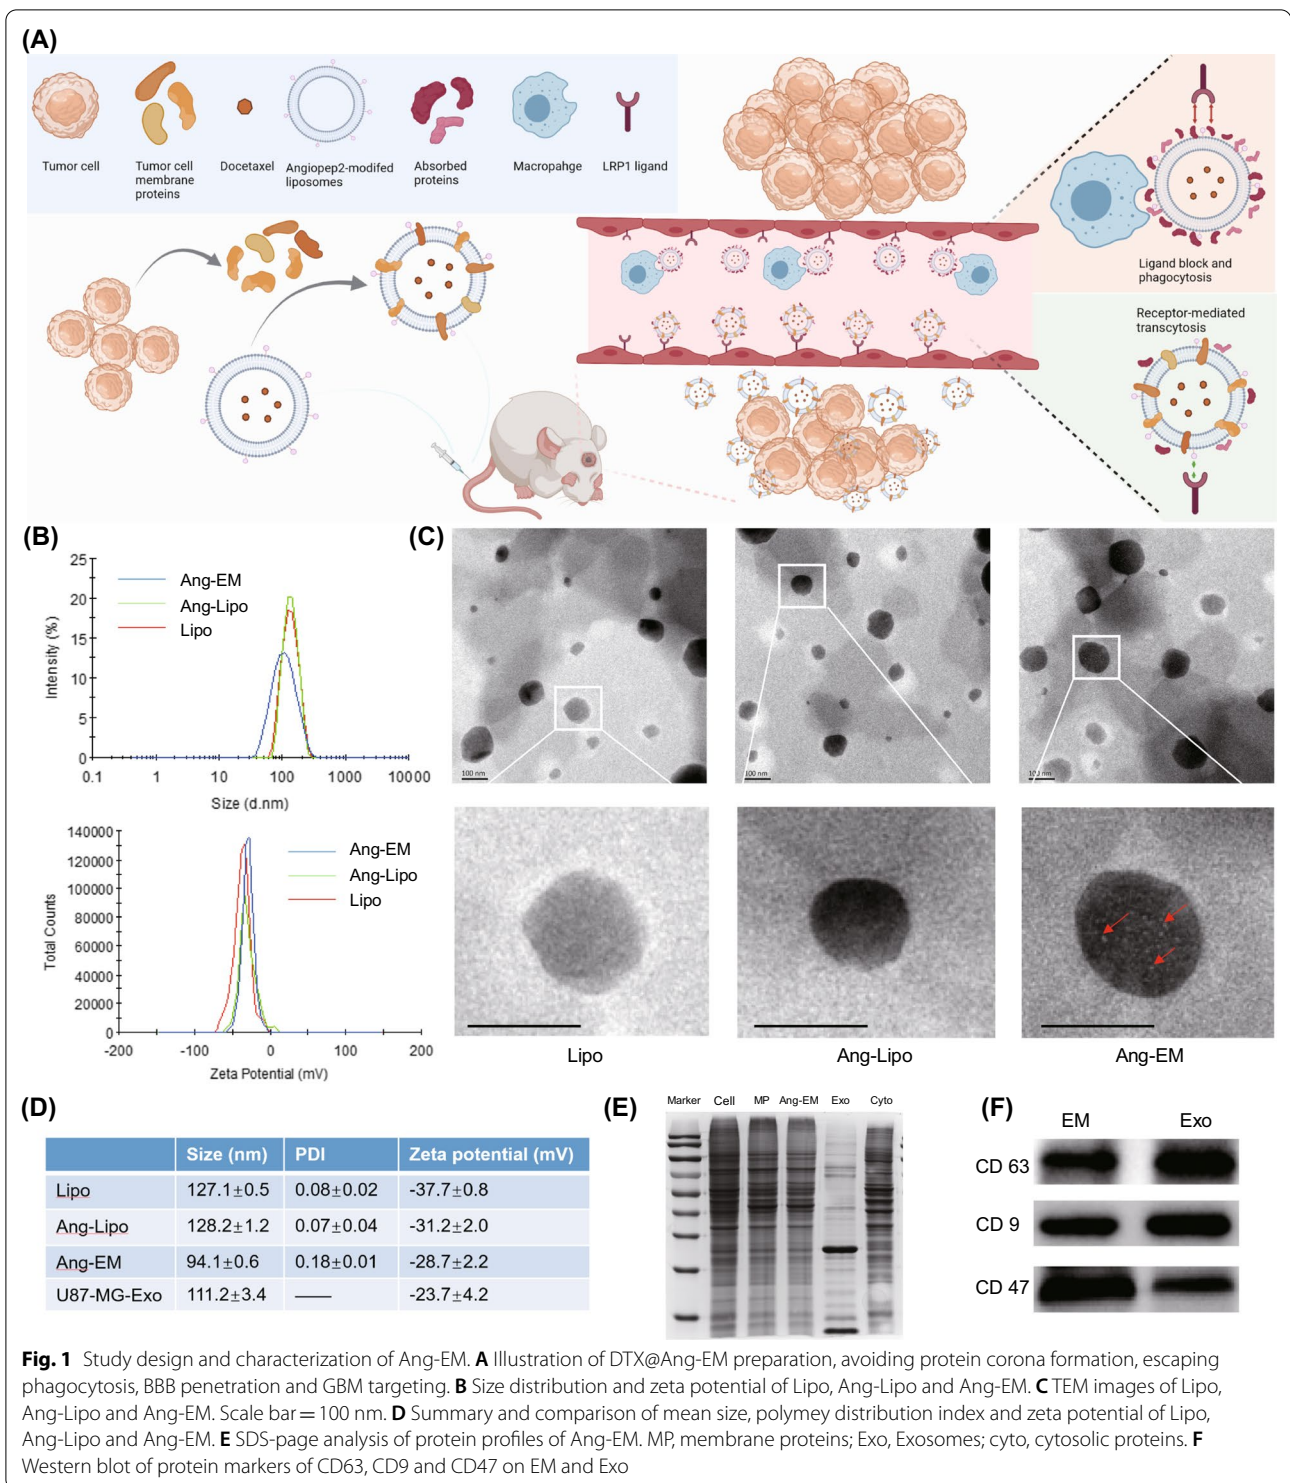 (A)
Tumor cell
Tumor cell
membrane
proteins
Docetaxel
Angiopep2-modifed
liposomes
Absorbed
proteins
Macropahge
LRP1 ligand
Ligand block and
phagocytosis
Receptor-mediated
transcytosis
(B)
25
20
15
10
5
0
Intensity (%)
Ang-EM
Ang-Lipo
Lipo
0.1 1 10 100 1000 10000
Size (d.nm)
140000
120000
100000
80000
60000
40000
20000
0
Total Counts
Ang-EM
Ang-Lipo
Lipo
-200 -100 0 100 200
Zeta Potential (mV)
(C)
100 nm
100 nm
100 nm
Lipo Ang-Lipo Ang-EM
(D)
Size (nm) PDI Zeta potential (mV)
Lipo 127.1±0.5 0.08±0.02 -37.7±0.8
Ang-Lipo 128.2±1.2 0.07±0.04 -31.2±2.0
Ang-EM 94.1±0.6 0.18±0.01 -28.7±2.2
U87-MG-Exo 111.2±3.4 —— -23.7±4.2
(E)
Marker Cell MP Ang-EM Exo Cyto
(F)
EM Exo
CD 63
CD 9
CD 47
Fig. 1 Study design and characterization of Ang-EM. A Illustration of DTX@Ang-EM preparation, avoiding protein corona formation, escaping
phagocytosis, BBB penetration and GBM targeting. B Size distribution and zeta potential of Lipo, Ang-Lipo and Ang-EM. C TEM images of Lipo,
Ang-Lipo and Ang-EM. Scale bar = 100 nm. D Summary and comparison of mean size, polymey distribution index and zeta potential of Lipo,
Ang-Lipo and Ang-EM. E SDS-page analysis of protein profiles of Ang-EM. MP, membrane proteins; Exo, Exosomes; cyto, cytosolic proteins. F
Western blot of protein markers of CD63, CD9 and CD47 on EM and Exo